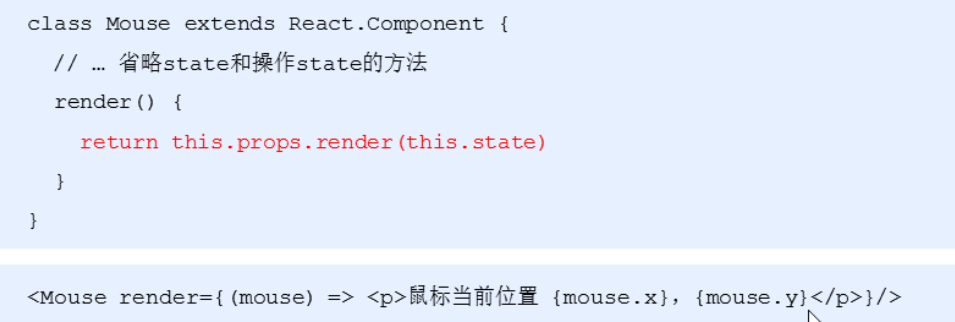 class Mouse extends React.Component {
// … 省略state和操作state的方法
render() {
return this.props.render(this.state)
}
}
<Mouse render={(mouse) => <p>鼠标当前位置 {mouse.x}，{mouse.y}</p>}/>